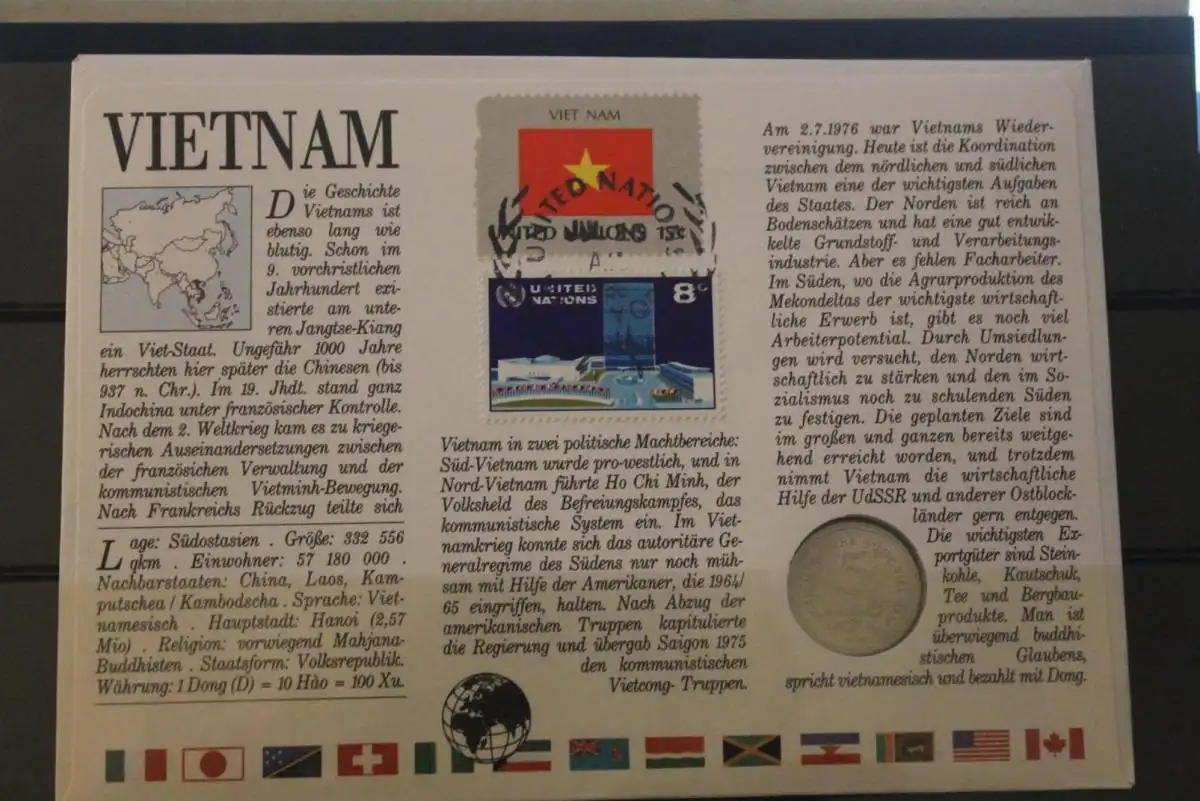 VIETNAM
Die Geschichte
Vietnams ist
ebenso lang wie
blutig. Schon im
9. vorchristlichen
Jahrhundert exi-
stierte am unte-
ren Jangtse-Kiang
ein Viet-Staat. Ungefähr 1000 Jahre
herrschten hier später die Chinesen (bis
937 n. Chr.). Im 19. Jhdt. stand ganz
Indochina unter französischer Kontrolle.
Nach dem 2. Weltkrieg kam es zu kriege-
rischen Auseinandersetzungen zwischen
der französichen Verwaltung und der
kommunistischen Vietminh-Bewegung.
Nach Frankreichs Rückzug teilte sich
Lage: Südostasien . Größe: 332 556
qkm . Einwohner: 57 180 000 .
Nachbarstaaten: China, Laos, Kam-
putschea / Kambodscha . Sprache: Viet-
namesisch . Hauptstadt: Hanoi (2,57
Mio) . Religion: vorwiegend Mahjana-
Buddhisten . Staatsform: Volksrepublik.
Währung: 1 Dong (D) = 10 Hào = 100 Xu.
VIET NAM
UNITED NATIONS
UNITED NATIONS 15c
UNITED
NATIONS
8c
Vietnam in zwei politische Machtbereiche:
Süd-Vietnam wurde pro-westlich, und in
Nord-Vietnam führte Ho Chi Minh, der
Volksheld des Befreiungskampfes, das
kommunistische System ein. Im Viet-
namkrieg konnte sich das autoritäre Ge-
neralregime des Südens nur noch müh-
sam mit Hilfe der Amerikaner, die 1964/
65 eingriffen, halten. Nach Abzug der
amerikanischen Truppen kapitulierte
die Regierung und übergab Saigon 1975
den kommunistischen
Vietcong- Truppen.
Am 2.7.1976 war Vietnams Wieder-
vereinigung. Heute ist die Koordination
zwischen dem nördlichen und südlichen
Vietnam eine der wichtigsten Aufgaben
des Staates. Der Norden ist reich an
Bodenschätzen und hat eine gut entwik-
kelte Grundstoff- und Verarbeitungs-
industrie. Aber es fehlen Facharbeiter.
Im Süden, wo die Agrarproduktion des
Mekondeltas der wichtigste wirtschaft-
liche Erwerb ist, gibt es noch viel
Arbeiterpotential. Durch Umsiedlun-
gen wird versucht, den Norden wirt-
schaftlich zu stärken und den im So-
zialismus noch zu schulenden Süden
zu festigen. Die geplanten Ziele sind
im großen und ganzen bereits weitge-
hend erreicht worden, und trotzdem
nimmt Vietnam die wirtschaftliche
Hilfe der UdSSR und anderer Ostblock-
länder gern entgegen.
Die wichtigsten Ex-
portgüter sind Stein-
kohle, Kautschuk,
Tee und Bergbau-
produkte. Man ist
überwiegend buddhi-
stischen Glaubens,
spricht vietnamesisch und bezahlt mit Dong.